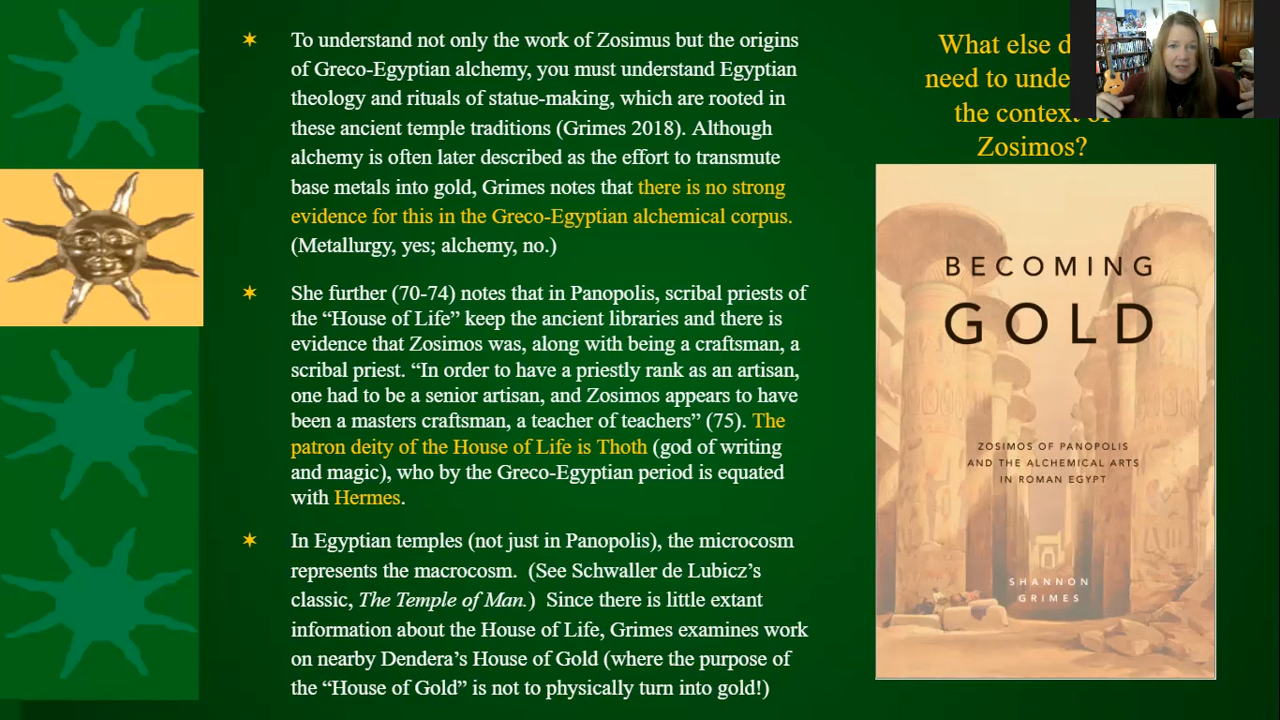 To understand not only the work of Zosimus but the origins
of Greco-Egyptian alchemy, you must understand Egyptian
theology and rituals of statue-making, which are rooted in
these ancient temple traditions (Grimes 2018). Although
alchemy is often later described as the effort to transmute
base metals into gold, Grimes notes that there is no strong
evidence for this in the Greco-Egyptian alchemical corpus.
(Metallurgy, yes; alchemy, no.)
She further (70-74) notes that in Panopolis, scribal priests of
the “House of Life” keep the ancient libraries and there is
evidence that Zosimos was, along with being a craftsman, a
scribal priest. “In order to have a priestly rank as an artisan,
one had to be a senior artisan, and Zosimos appears to have
been a masters craftsman, a teacher of teachers” (75). The
patron deity of the House of Life is Thoth (god of writing
and magic), who by the Greco-Egyptian period is equated
with Hermes.
In Egyptian temples (not just in Panopolis), the microcosm
represents the macrocosm. (See Schwaller de Lubicz’s
classic, The Temple of Man.) Since there is little extant
information about the House of Life, Grimes examines work
on nearby Dendera’s House of Gold (where the purpose of
the “House of Gold” is not to physically turn into gold!)
What else
need to
the context
Zosimos?
BECOMING
GOLD
ZOSIMOS OF PANOPOLIS
AND THE ALCHEMICAL ARTS
IN ROMAN EGYPT
SHANNON
GRIMES